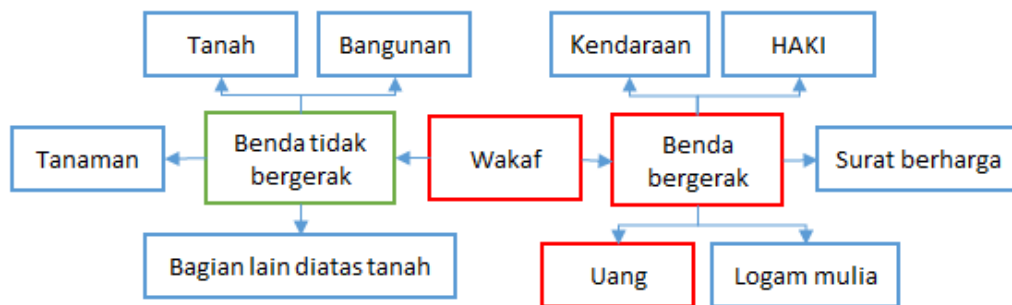 Tanah
Bangunan
Kendaraan
HAKI
Tanaman
Benda tidak
bergerak
Wakaf
Benda
bergerak
Surat berharga
Bagian lain diatas tanah
Uang
Logam mulia